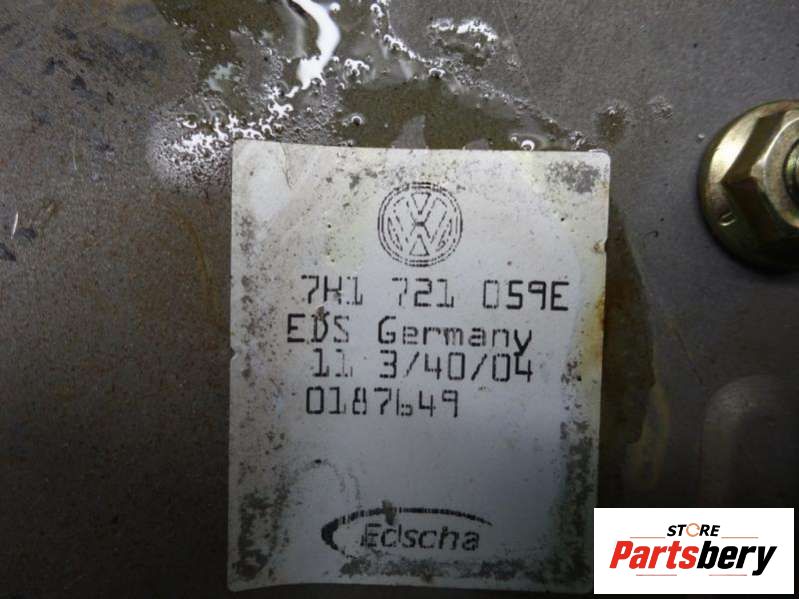 7H1 721 059E
EDS Germany
11 3/40/04
0187649
Edscha
STORE
Partsbery